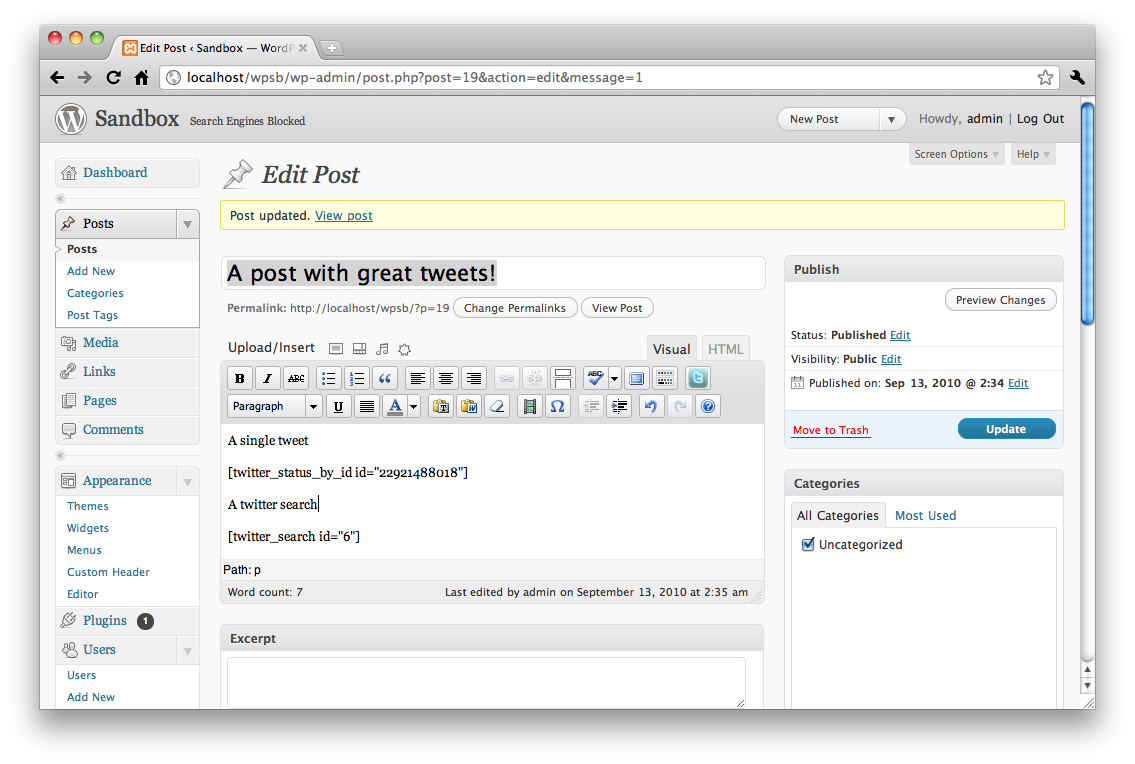 Edit Post ‹ Sandbox — WordP
localhost/wpsb/wp-admin/post.php?post=19&action=edit&message=1
Sandbox Search Engines Blocked
New Post
Howdy, admin | Log Out
Screen Options
Help
Dashboard
Posts
Posts
Add New
Categories
Post Tags
Media
Links
Pages
Comments
Appearance
Themes
Widgets
Menus
Custom Header
Editor
Plugins 1
Users
Users
Add New
Edit Post
Post updated. View post
A post with great tweets!
Permalink: http://localhost/wpsb/?p=19 Change Permalinks View Post
Upload/Insert
Visual HTML
B I ABC ABC
Paragraph U A
A single tweet
[twitter_status_by_id id="22921488018"]
A twitter search
[twitter_search id="6"]
Path: p
Word count: 7 Last edited by admin on September 13, 2010 at 2:35 am
Excerpt
Publish
Preview Changes
Status: Published Edit
Visibility: Public Edit
Published on: Sep 13, 2010 @ 2:34 Edit
Move to Trash Update
Categories
All Categories Most Used
Uncategorized